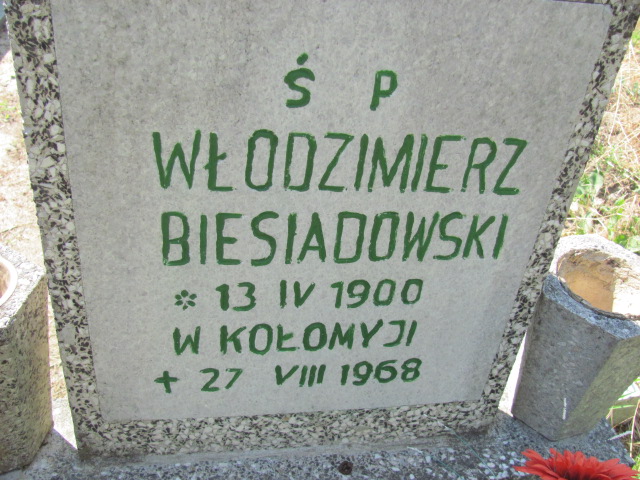 Ś P
WŁODZIMIERZ
BIESIADOWSKI
* 13 IV 1900
W KOŁOMYJI
+ 27 VIII 1968